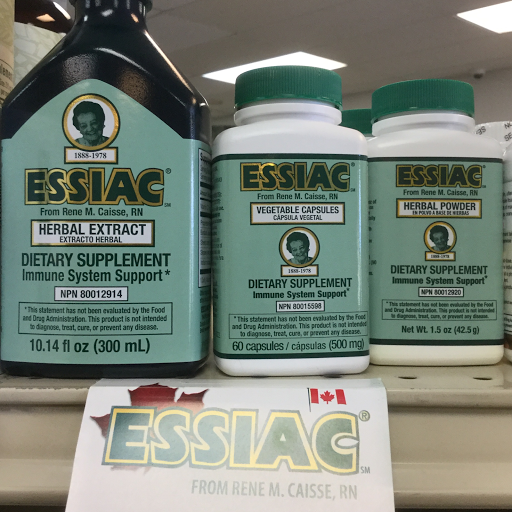 1888-1978
ESSIAC®
From Rene M. Caisse, RN
HERBAL EXTRACT
EXTRACTO HERBAL
DIETARY SUPPLEMENT
Immune System Support*
NPN 80012914
*This statement has not been evaluated by the Food
and Drug Administration. This product is not intended
to diagnose, treat, cure, or prevent any disease.
10.14 fl oz (300 mL)
ESSIAC®
From Rene M. Caisse, RN
VEGETABLE CAPSULES
CÁPSULA VEGETAL
1888-1978
DIETARY SUPPLEMENT
Immune System Support*
NPN 80015598
*This statement has not been evaluated by the Food
and Drug Administration. This product is not intended
to diagnose, treat, cure, or prevent any disease.
60 capsules / cápsulas (500 mg)
ESSIAC®
From Rene M. Caisse, RN
HERBAL POWDER
EN POLVO A BASE DE HIERBAS
1888-1978
DIETARY SUPPLEMENT
Immune System Support*
NPN 80012920
*This statement has not been evaluated by the Food
and Drug Administration. This product is not intended
to diagnose, treat, cure, or prevent any disease.
Net Wt. 1.5 oz (42.5 g)
ESSIAC®
SM
FROM RENE M. CAISSE, RN